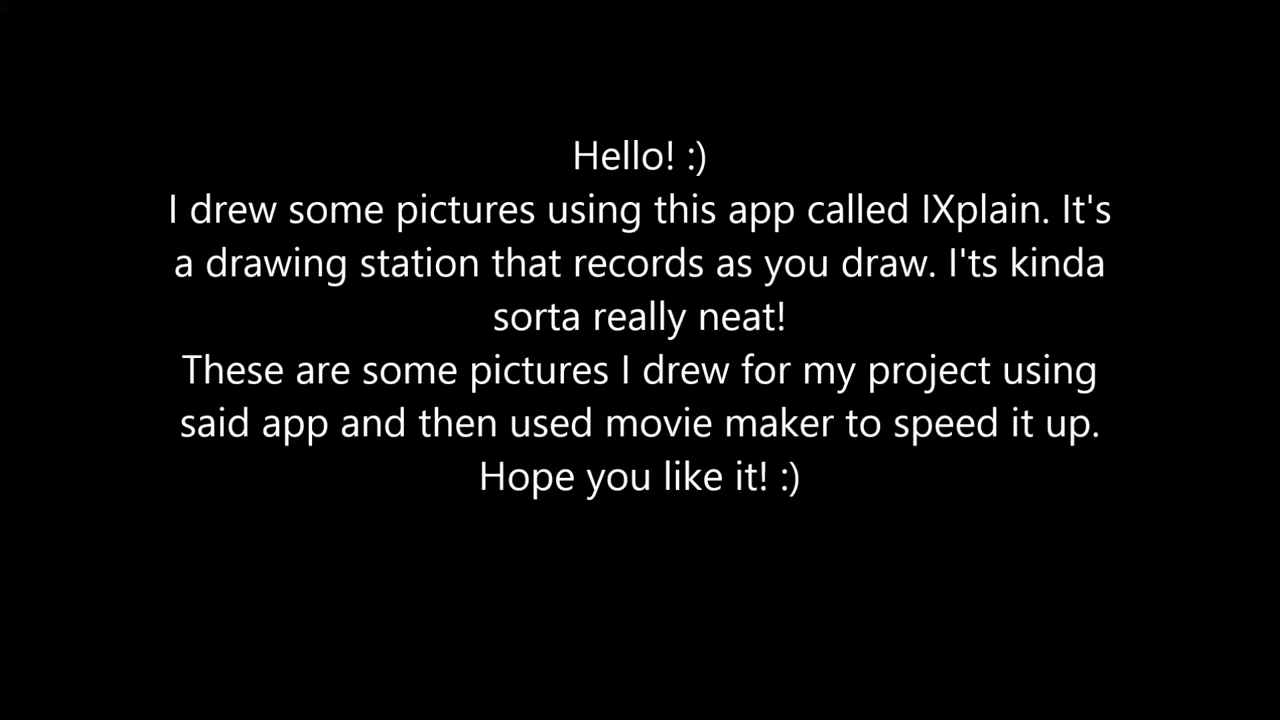 Hello! :)
I drew some pictures using this app called IXplain. It's
a drawing station that records as you draw. I'ts kinda
sorta really neat!
These are some pictures I drew for my project using
said app and then used movie maker to speed it up.
Hope you like it! :)